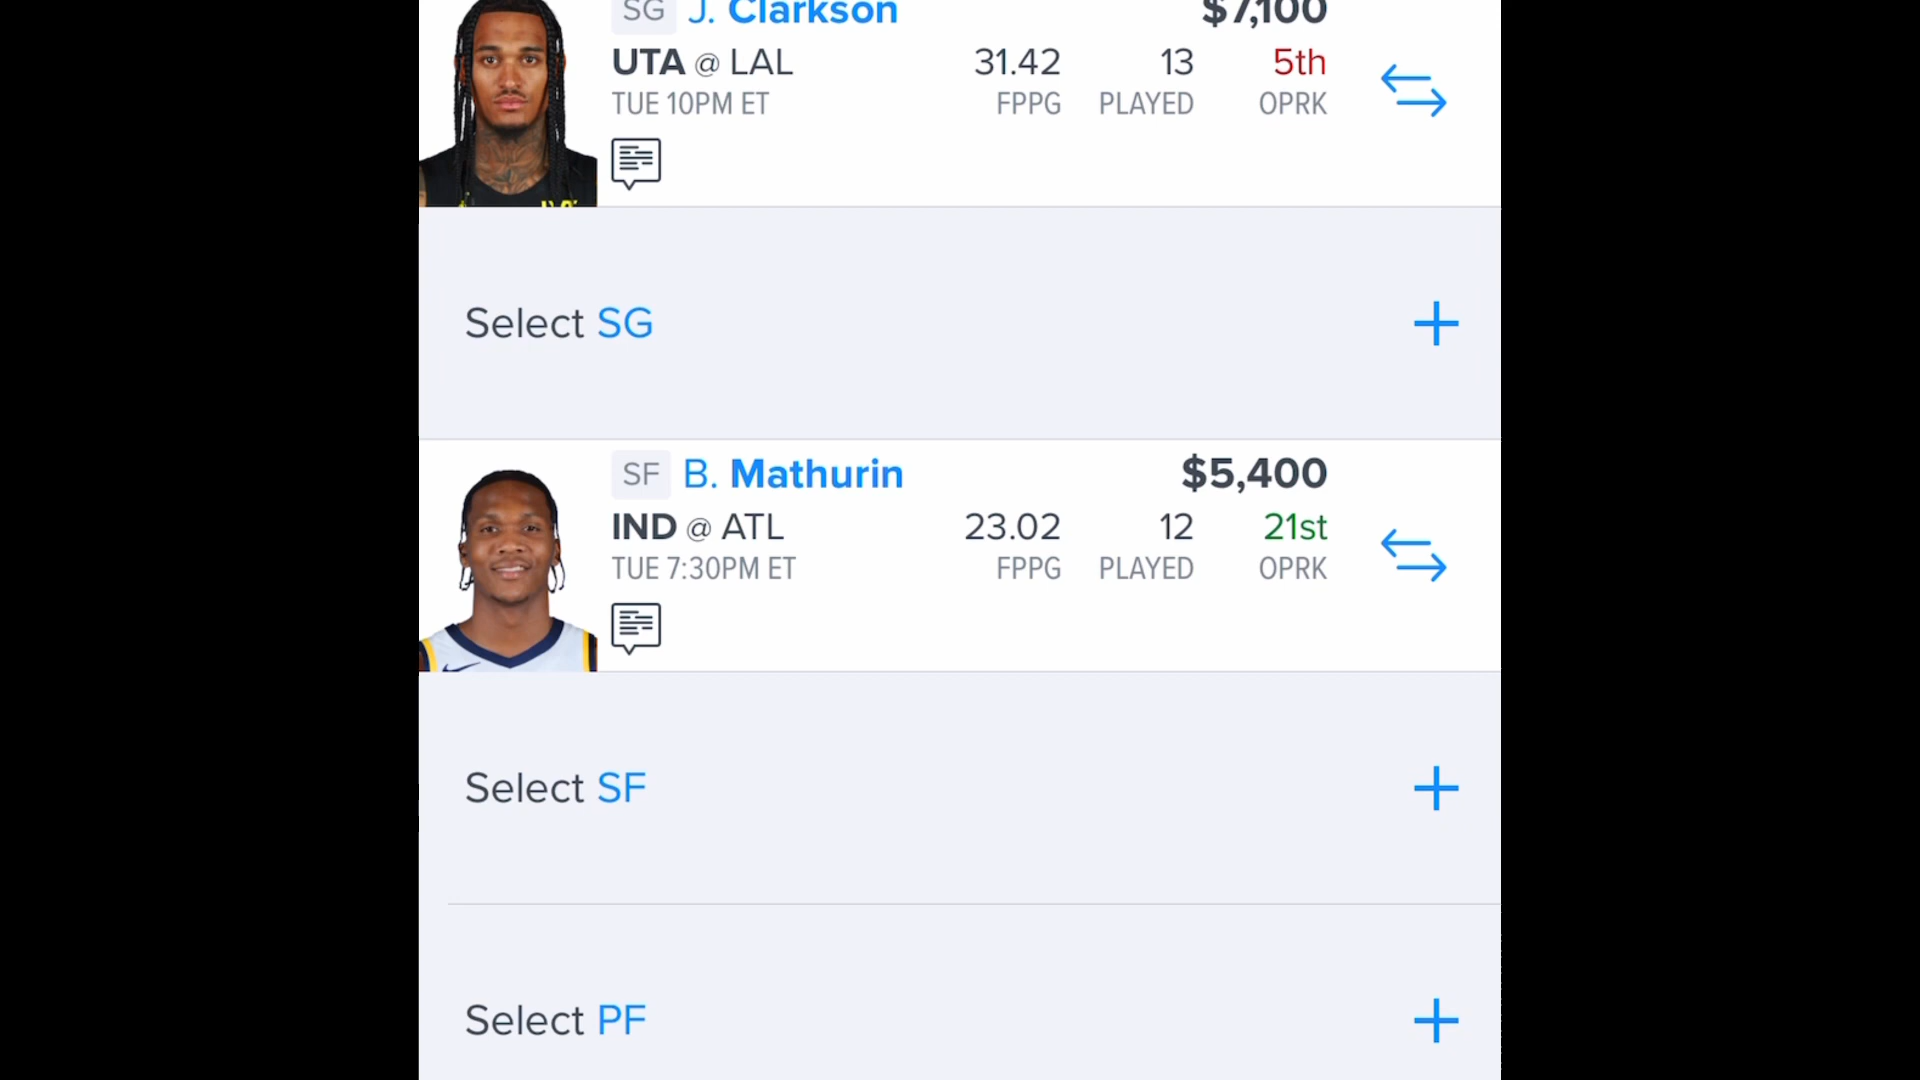 SG J. Clarkson $7,100
UTA @ LAL 31.42 13 5th
TUE 10PM ET FPPG PLAYED OPRK
Select SG
SF B. Mathurin $5,400
IND @ ATL 23.02 12 21st
TUE 7:30PM ET FPPG PLAYED OPRK
Select SF
Select PF